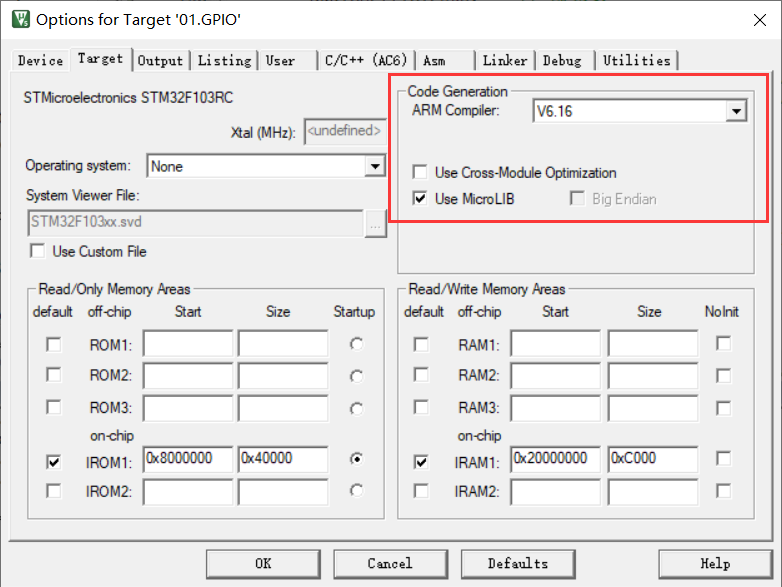 Options for Target '01.GPIO'
Device Target Output Listing User C/C++ (AC6) Asm Linker Debug Utilities
STMicroelectronics STM32F103RC
Xtal (MHz): <undefined>
Operating system: None
System Viewer File:
STM32F103xx.svd ...
Use Custom File
Code Generation
ARM Compiler: V6.16
Use Cross-Module Optimization
Use MicroLIB Big Endian
Read/Only Memory Areas
default off-chip Start Size Startup
ROM1:
ROM2:
ROM3:
on-chip
IROM1: 0x8000000 0x40000
IROM2:
Read/Write Memory Areas
default off-chip Start Size NoInit
RAM1:
RAM2:
RAM3:
on-chip
IRAM1: 0x20000000 0xC000
IRAM2:
OK Cancel Defaults Help